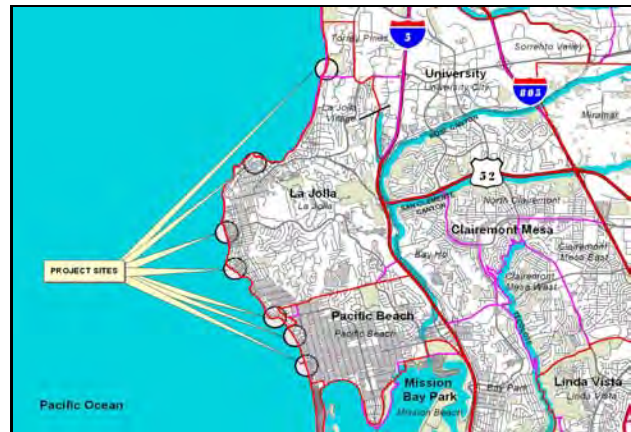 Torrey Pines
5
Sorrento Valley
University
University City
805
La Jolla
Village
Miramar
ROSE CANYON
52
La Jolla
La Jolla
SAN CLEMENTE
CANYON
North Clairemont
Clairemont Mesa
Bay Ho
Clairemont
Mesa East
Clairemont
Mesa West
PROJECT SITES
Pacific Beach
Pacific Beach
Mission
Bay Park
Mission Beach
Bay Park
Linda Vista
Linda Vista
Pacific Ocean